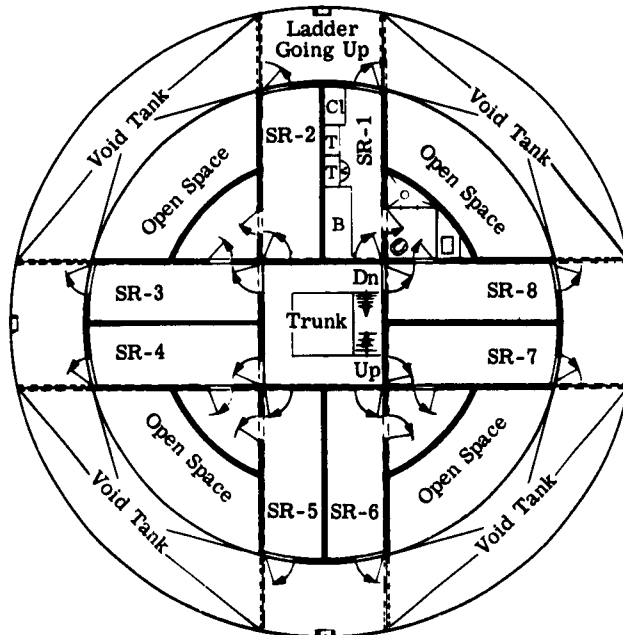 Ladder
Going Up
Void Tank
Void Tank
Cl
SR-2
SR-1
T
T
Open Space
Open Space
B
Dn
SR-3
SR-8
Trunk
SR-4
SR-7
Up
Open Space
Open Space
SR-5
SR-6
Void Tank
Void Tank